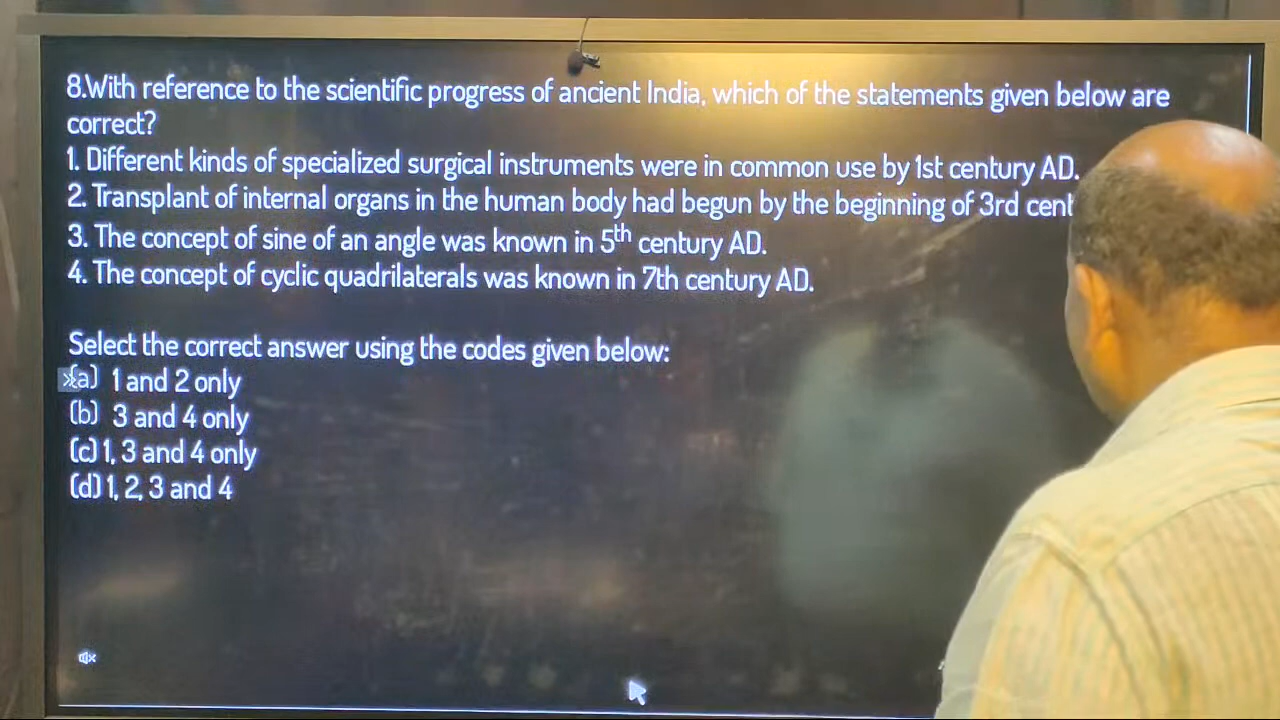 8.With reference to the scientific progress of ancient India, which of the statements given below are
correct?
1. Different kinds of specialized surgical instruments were in common use by 1st century AD.
2. Transplant of internal organs in the human body had begun by the beginning of 3rd cent
3. The concept of sine of an angle was known in 5th century AD.
4. The concept of cyclic quadrilaterals was known in 7th century AD.
Select the correct answer using the codes given below:
(a) 1 and 2 only
(b) 3 and 4 only
(c) 1, 3 and 4 only
(d) 1, 2, 3 and 4